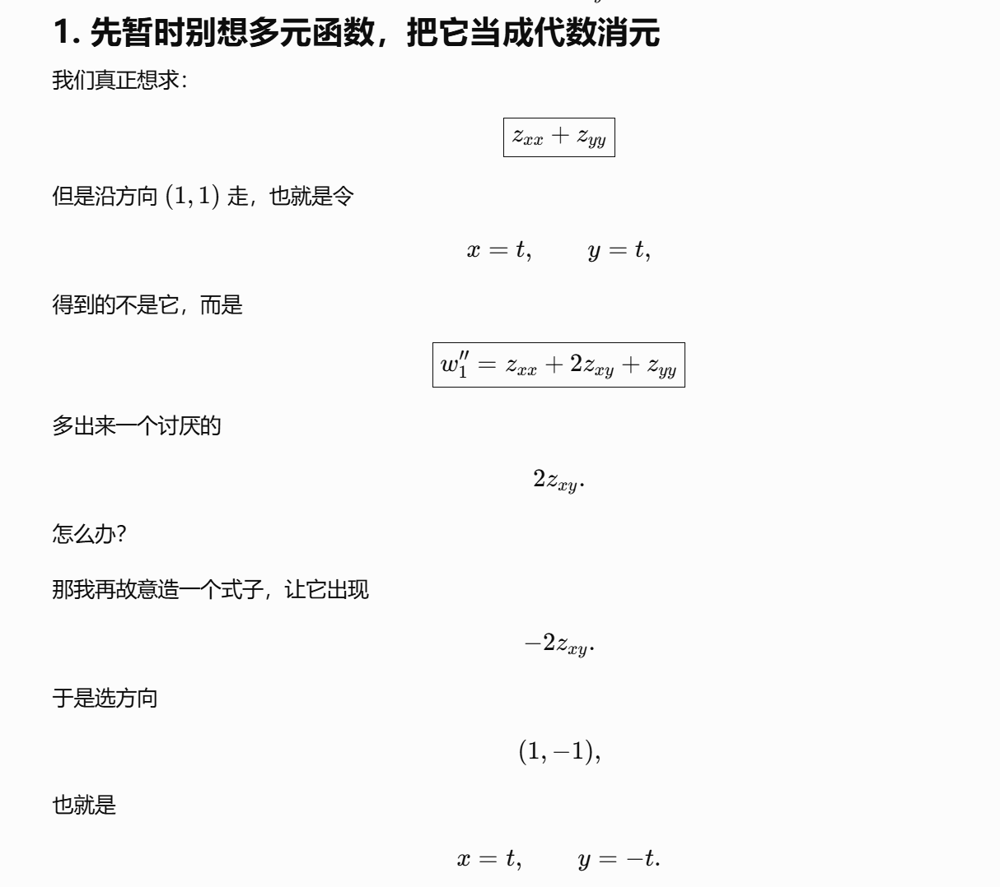 1. 先暂时别想多元函数，把它当成代数消元
我们真正想求：
$z_{xx} + z_{yy}$
但是沿方向 $(1, 1)$ 走，也就是令
$x = t, \qquad y = t,$
得到的不是它，而是
$w_1'' = z_{xx} + 2z_{xy} + z_{yy}$
多出来一个讨厌的
$2z_{xy}.$
怎么办？
那我再故意造一个式子，让它出现
$-2z_{xy}.$
于是选方向
$(1, -1),$
也就是
$x = t, \qquad y = -t.$